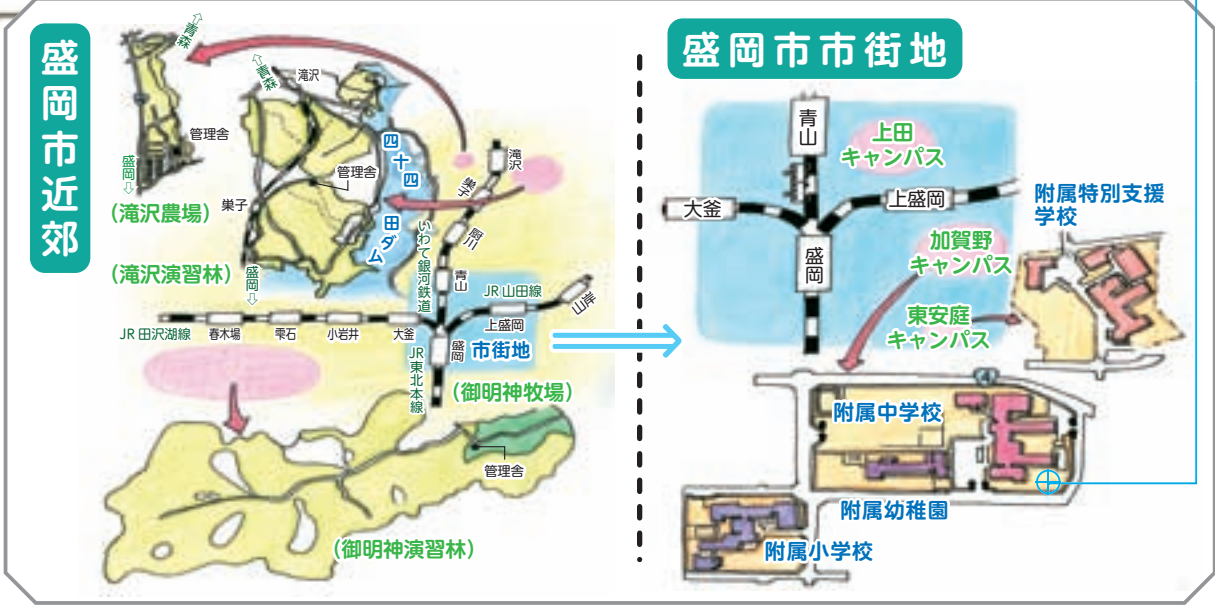 盛岡市近郊
⇧青森
⇧青森
滝沢
管理舎
盛岡⇩
(滝沢農場)
巣子
管理舎
四十四田ダム
滝沢
巣子
厨川
いわて銀河鉄道
青山
(滝沢演習林)
盛岡⇩
JR田沢湖線
春木場
雫石
小岩井
大釜
盛岡
上盛岡
JR山田線
市街地
JR東北本線
(御明神牧場)
管理舎
(御明神演習林)
盛岡市市街地
青山
上田
キャンパス
大釜
上盛岡
盛岡
加賀野
キャンパス
東安庭
キャンパス
附属特別支援
学校
附属中学校
附属幼稚園
附属小学校